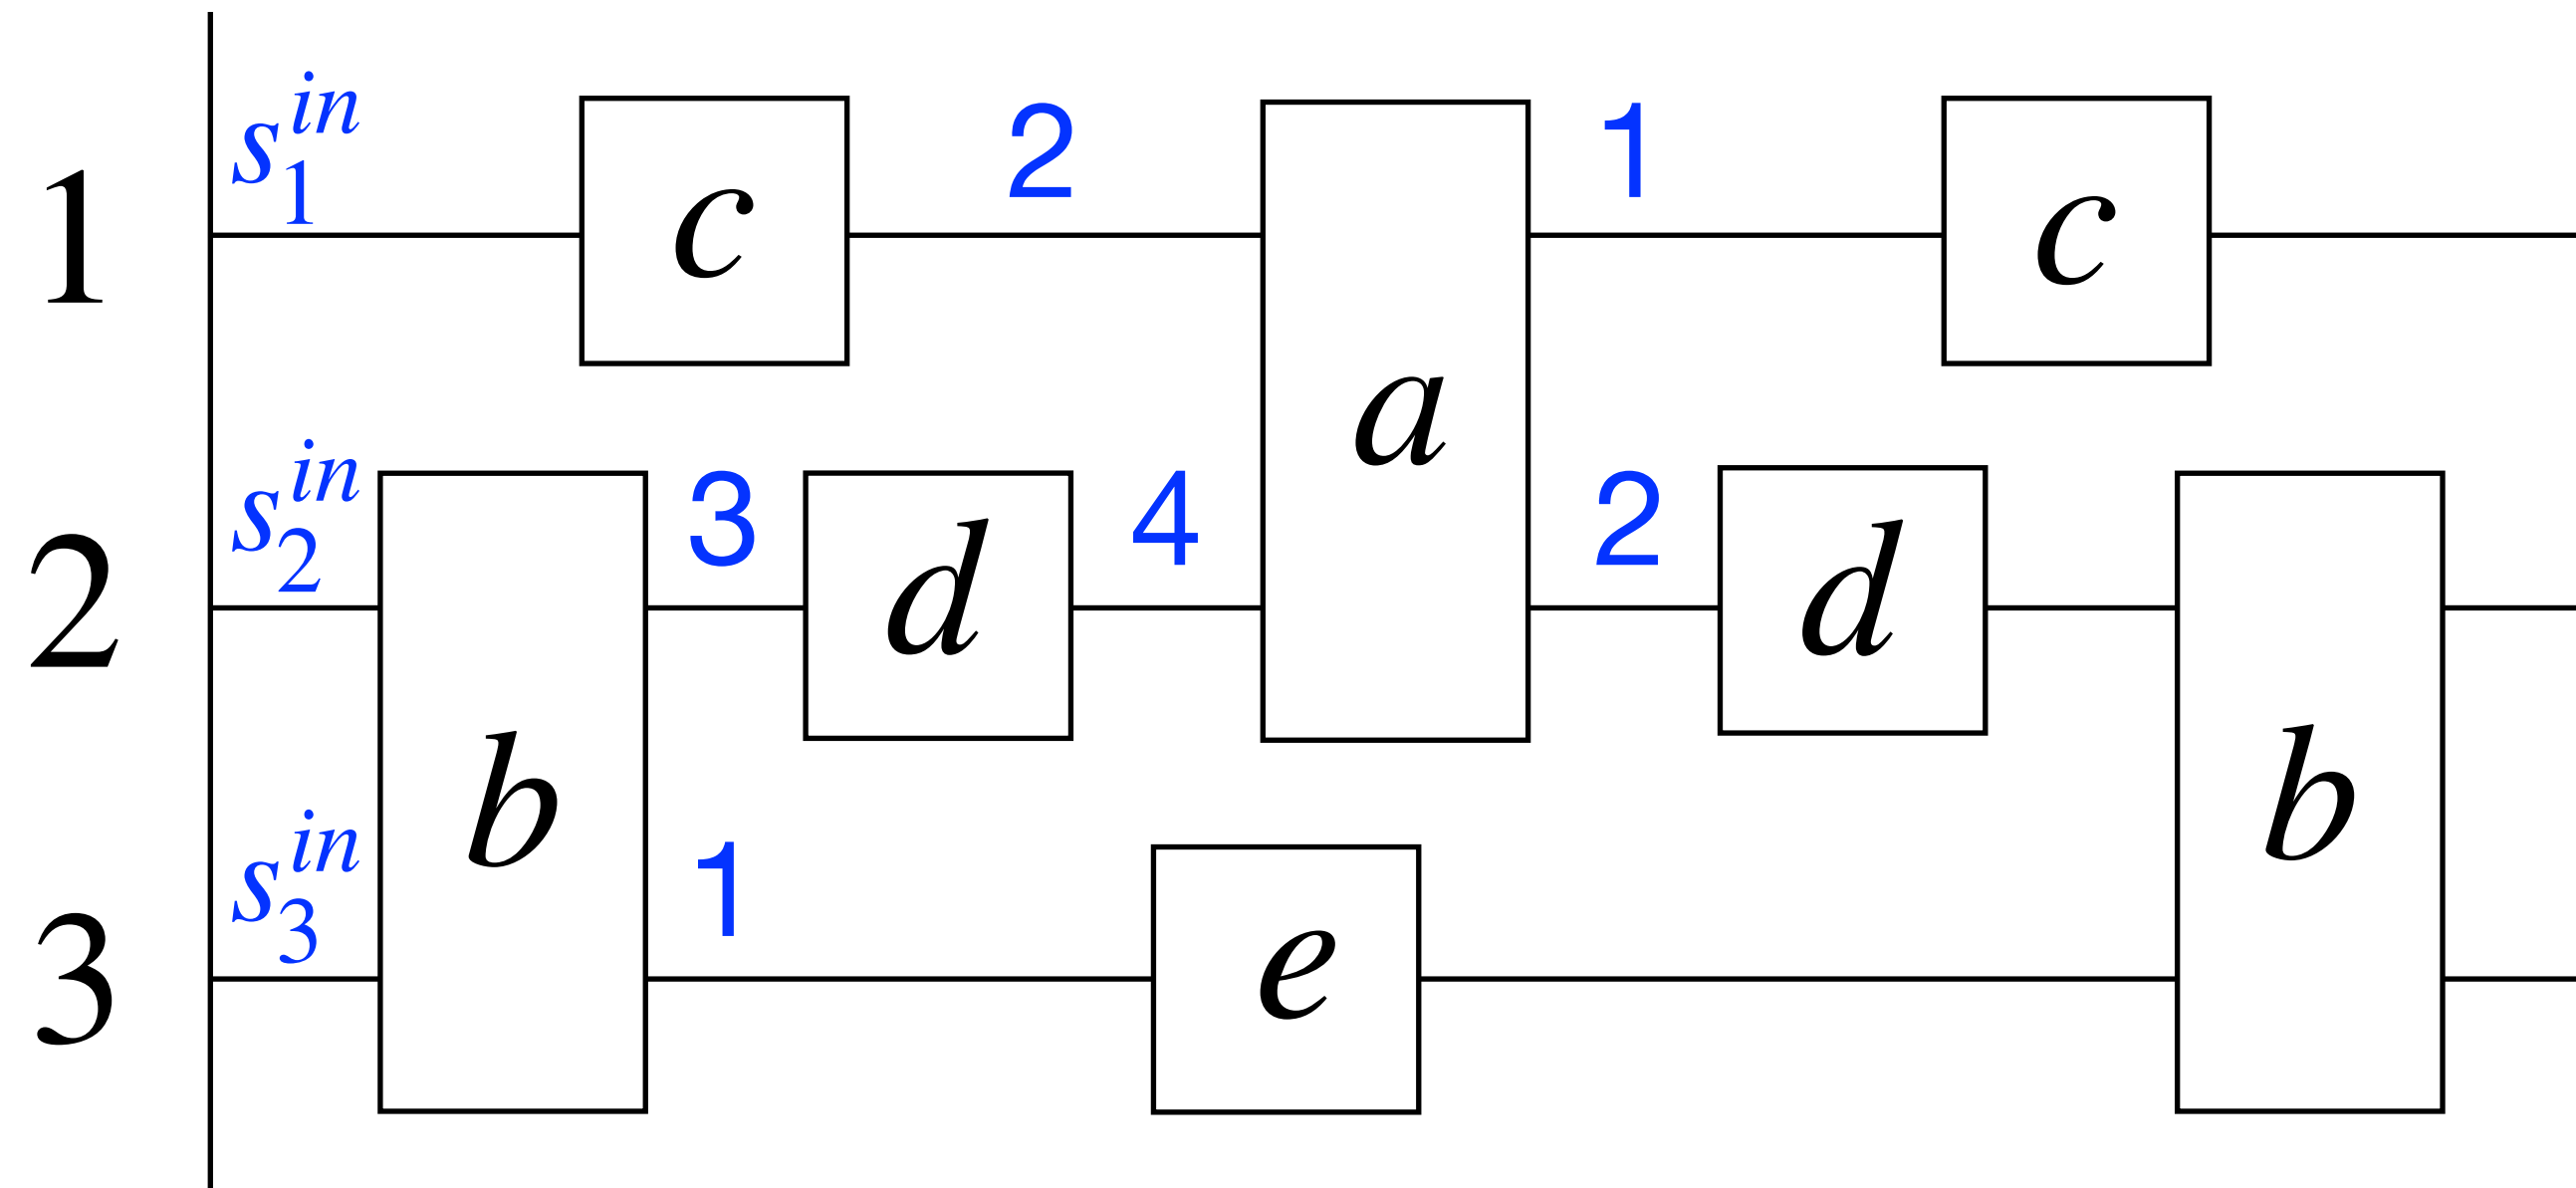 1 s_1^{in} c 2 a 1 c
2 s_2^{in} b 3 d 4 2 d b
3 s_3^{in} 1 e